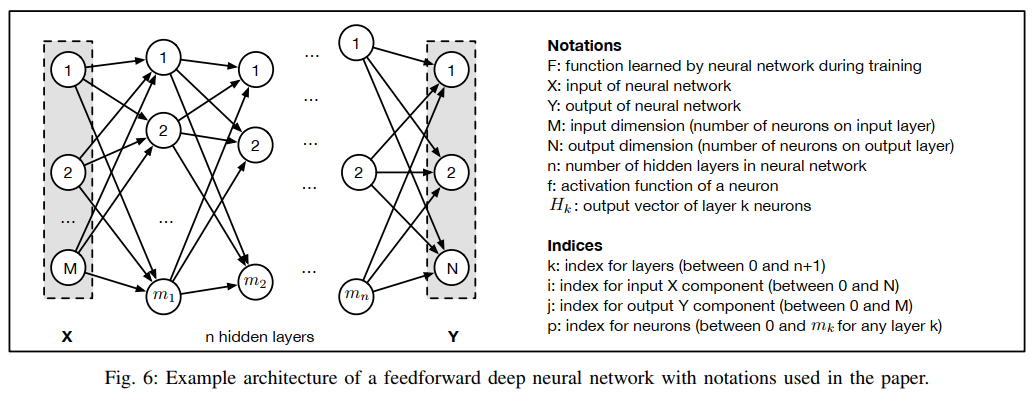 1
2
...
M
X
1
2
...
m₁
1
2
m₂
n hidden layers
...
...
...
...
1
2
mₙ
1
2
N
Y
Notations
F: function learned by neural network during training
X: input of neural network
Y: output of neural network
M: input dimension (number of neurons on input layer)
N: output dimension (number of neurons on output layer)
n: number of hidden layers in neural network
f: activation function of a neuron
Hₖ: output vector of layer k neurons
Indices
k: index for layers (between 0 and n+1)
i: index for input X component (between 0 and N)
j: index for output Y component (between 0 and M)
p: index for neurons (between 0 and mₖ for any layer k)
Fig. 6: Example architecture of a feedforward deep neural network with notations used in the paper.